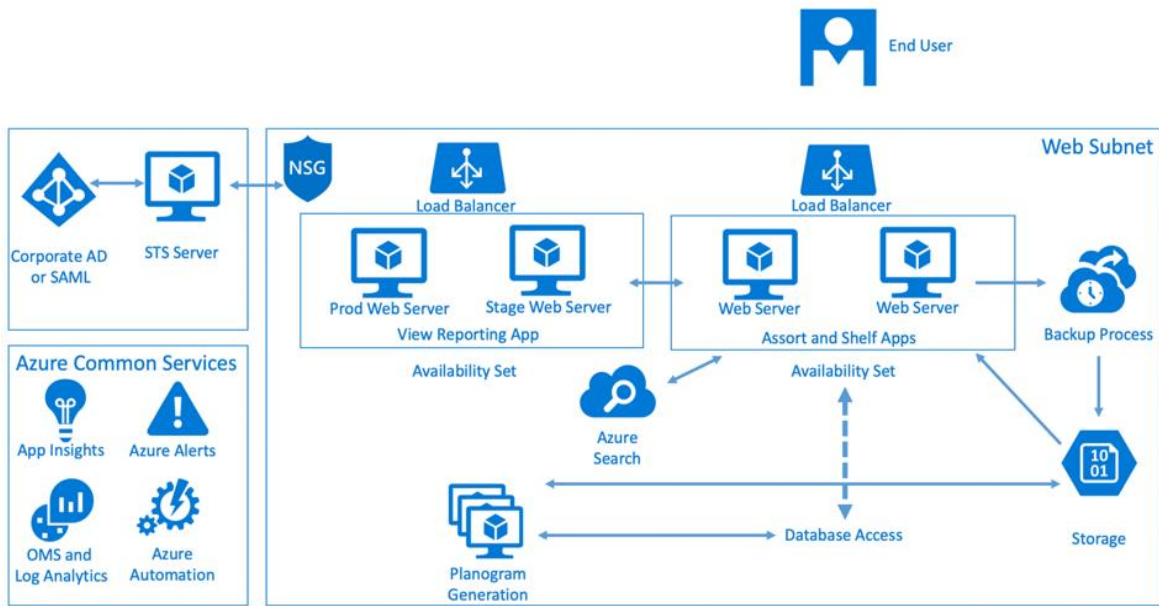 End User
Web Subnet
NSG
Load Balancer
Load Balancer
Corporate AD
or SAML
STS Server
Prod Web Server
Stage Web Server
View Reporting App
Availability Set
Web Server
Web Server
Assort and Shelf Apps
Availability Set
Backup Process
Azure Common Services
App Insights
Azure Alerts
OMS and
Log Analytics
Azure
Automation
Azure
Search
10
01
Storage
Database Access
Planogram
Generation